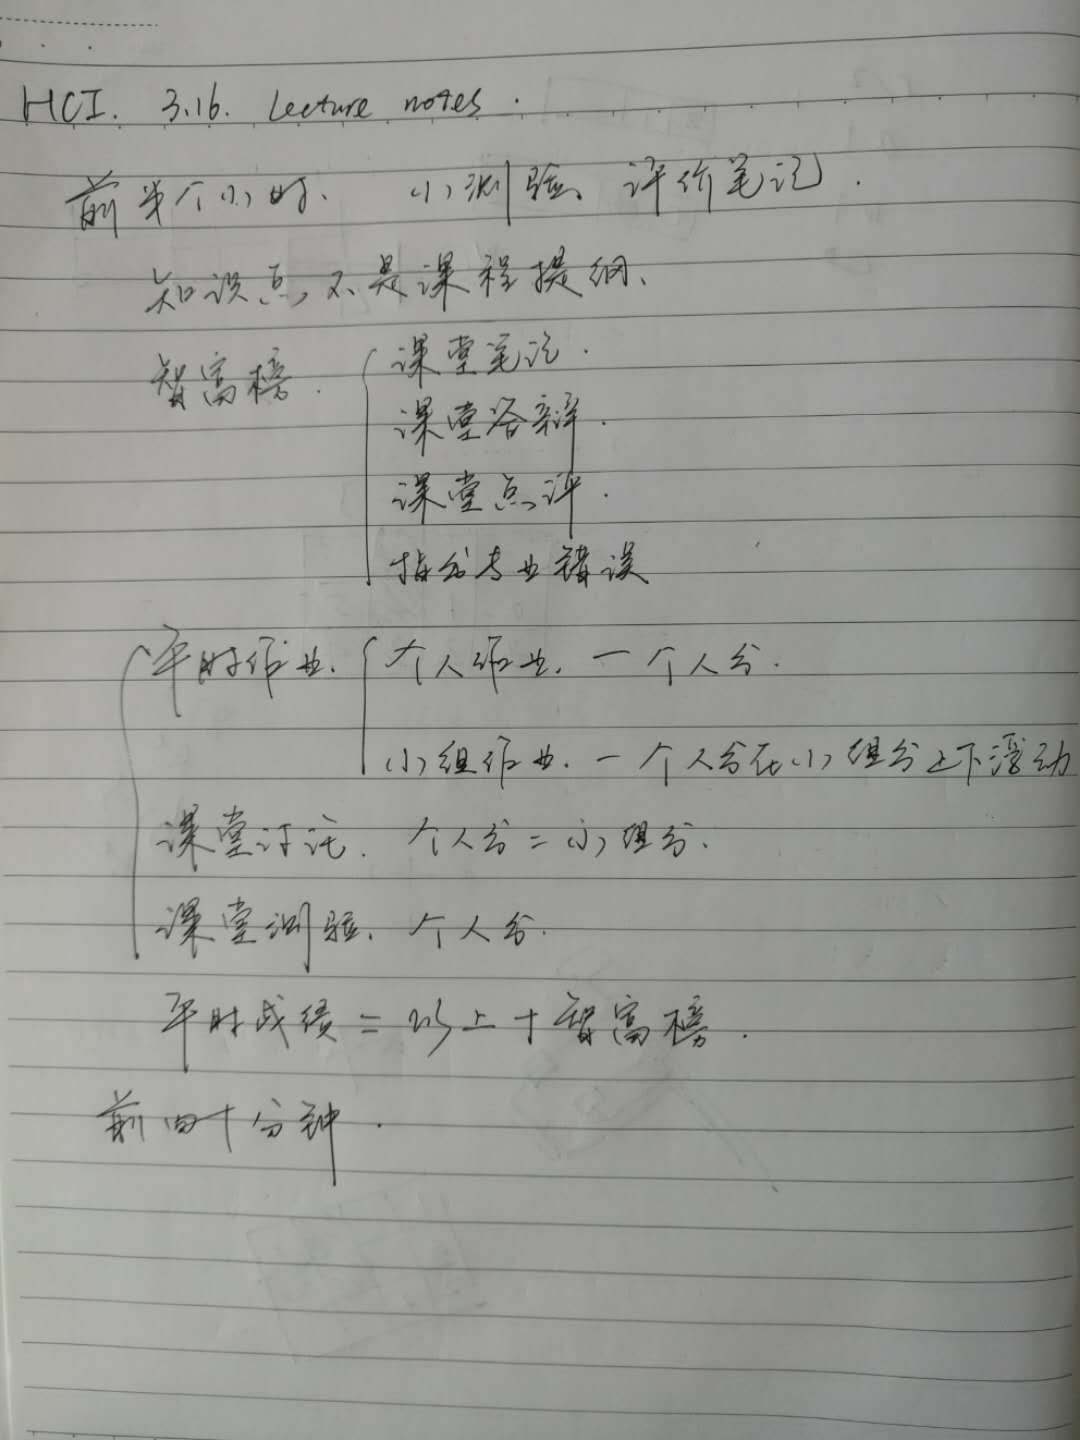 HCI. 3.16. Lecture notes.
前半个小时、 小测验、评价笔记.
知识点,不是课程提纲、
智富榜. 课堂笔记.
课堂答辩.
课堂点评.
指出专业错误
平时作业. 个人作业. 一个人分.
小组作业. 一个人分在小组分上下浮动
课堂讨论. 个人分=小组分.
课堂测验. 个人分.
平时成绩 = 以上 + 智富榜.
前四十分钟.